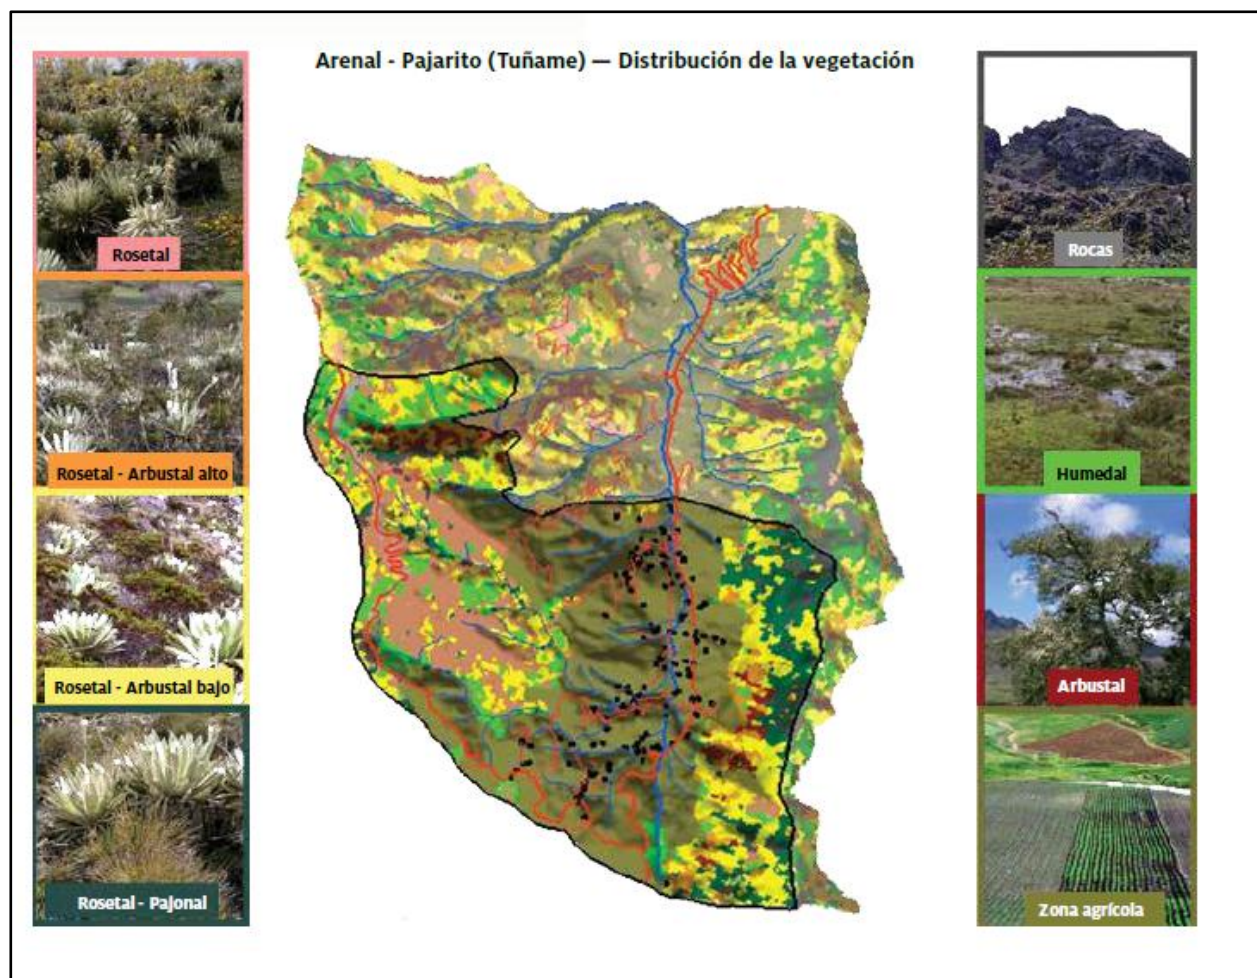 Arenal - Pajarito (Tuñame) — Distribución de la vegetación
Rosetal
Rosetal - Arbustal alto
Rosetal - Arbustal bajo
Rosetal - Pajonal
Rocas
Humedal
Arbustal
Zona agrícola